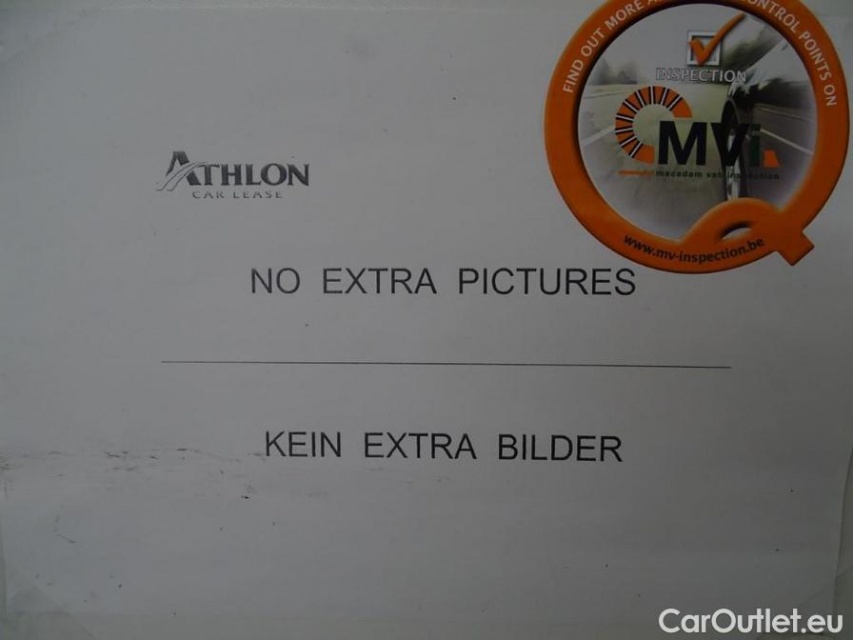 FIND OUT MORE A
CONTROL POINTS ON
INSPECTION
MVi
macadam
www.mv-inspection.be
ATHLON
CAR LEASE
NO EXTRA PICTURES
KEIN EXTRA BILDER
CarOutlet.eu